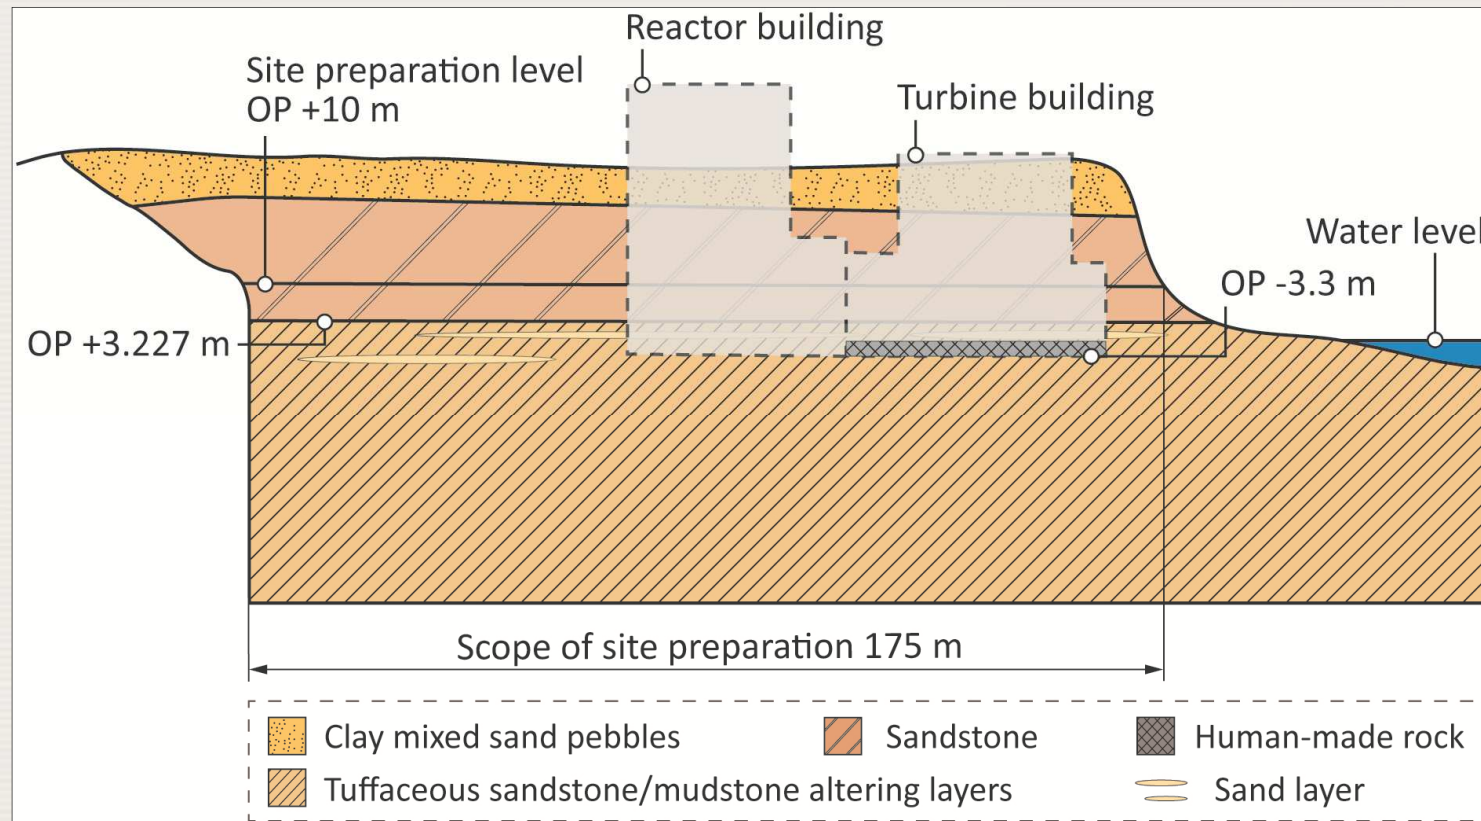 Reactor building
Site preparation level
OP +10 m
Turbine building
Water level
OP -3.3 m
OP +3.227 m
Scope of site preparation 175 m
Clay mixed sand pebbles
Sandstone
Human-made rock
Tuffaceous sandstone/mudstone altering layers
Sand layer